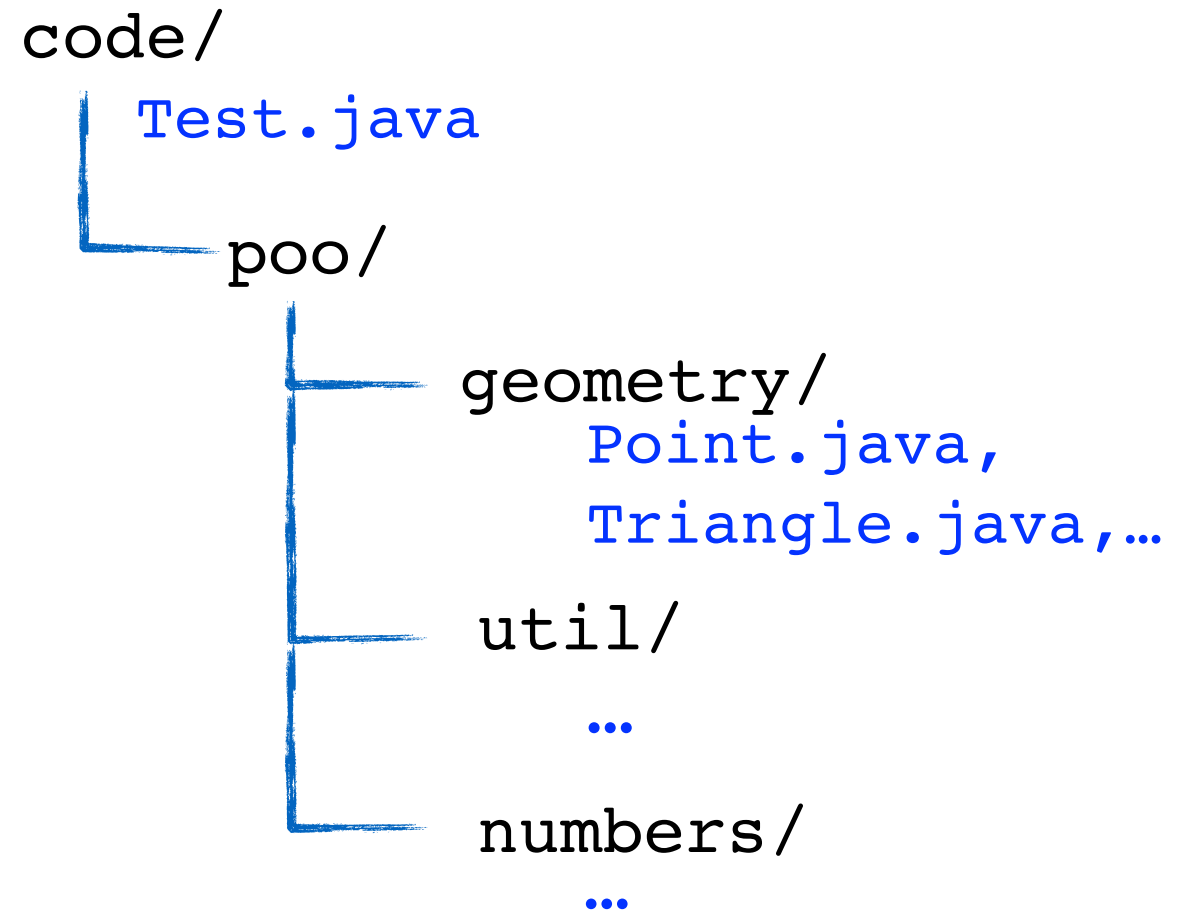 code/
Test.java
poo/
geometry/
Point.java,
Triangle.java,…
util/
…
numbers/
…